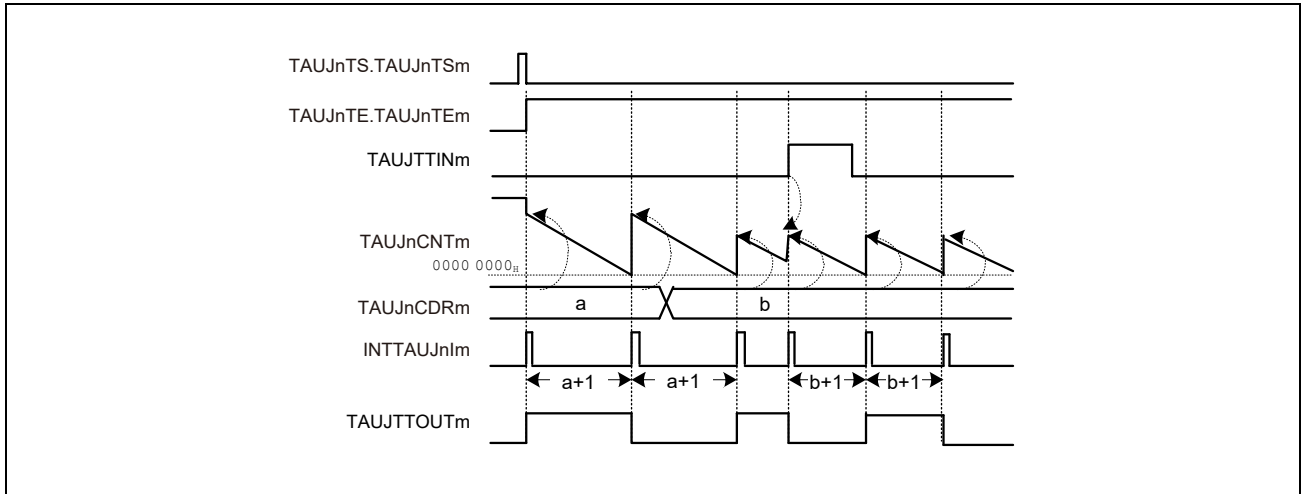 TAUJnTS.TAUJnTSm
TAUJnTE.TAUJnTEm
TAUJTTINm
TAUJnCNTm
0000 0000H
TAUJnCDRm
a
b
INTTAUJnIm
a+1
a+1
b+1
b+1
TAUJTTOUTm